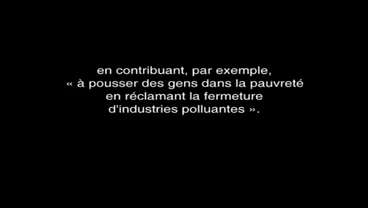 en contribuant, par exemple,
« à pousser des gens dans la pauvreté
en réclamant la fermeture
d'industries polluantes ».